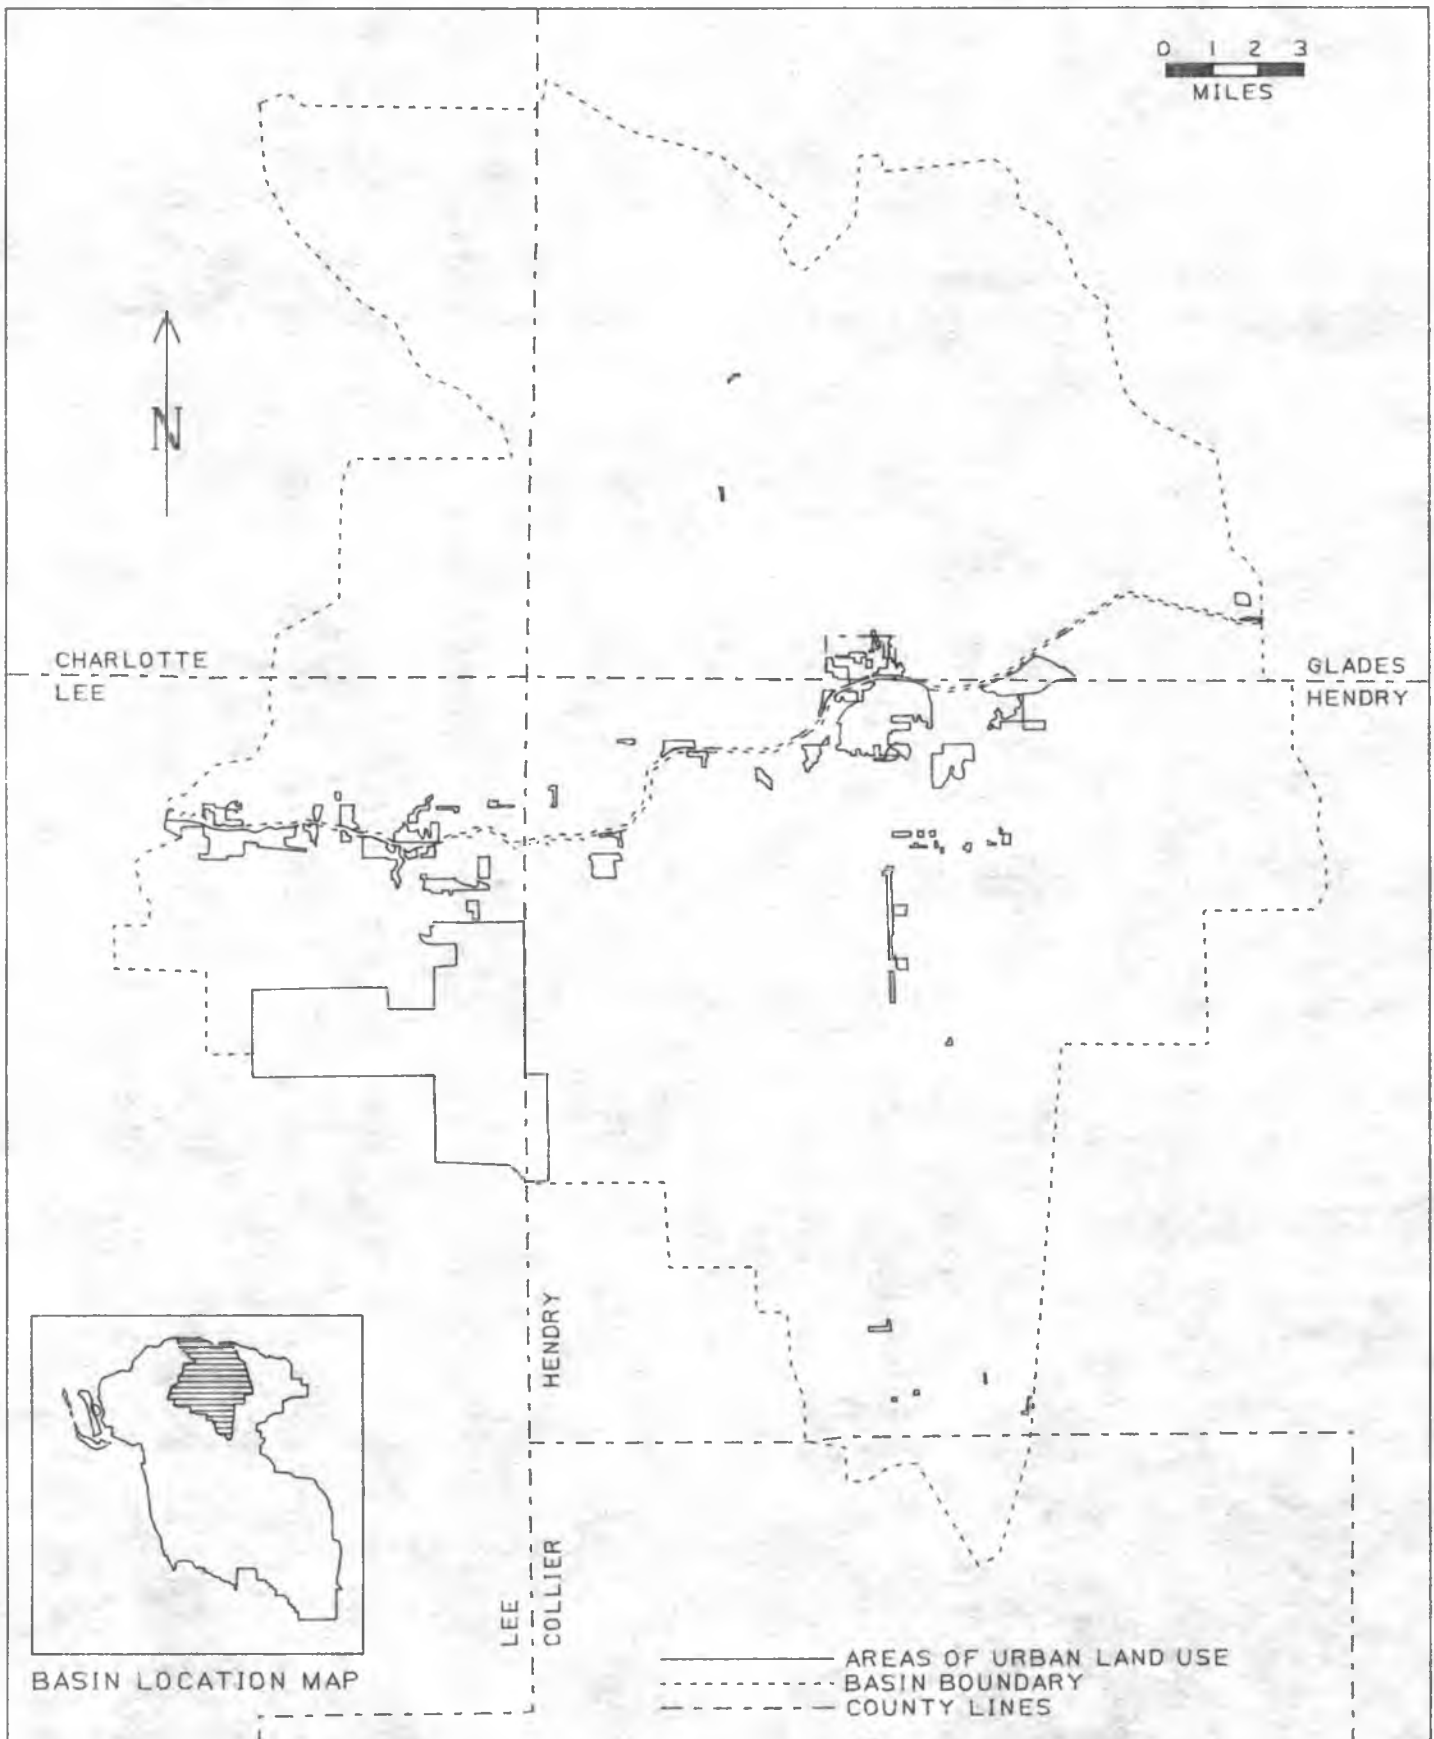 0 1 2 3
MILES
N
CHARLOTTE
LEE
GLADES
HENDRY
HENDRY
LEE
COLLIER
BASIN LOCATION MAP
AREAS OF URBAN LAND USE
BASIN BOUNDARY
COUNTY LINES